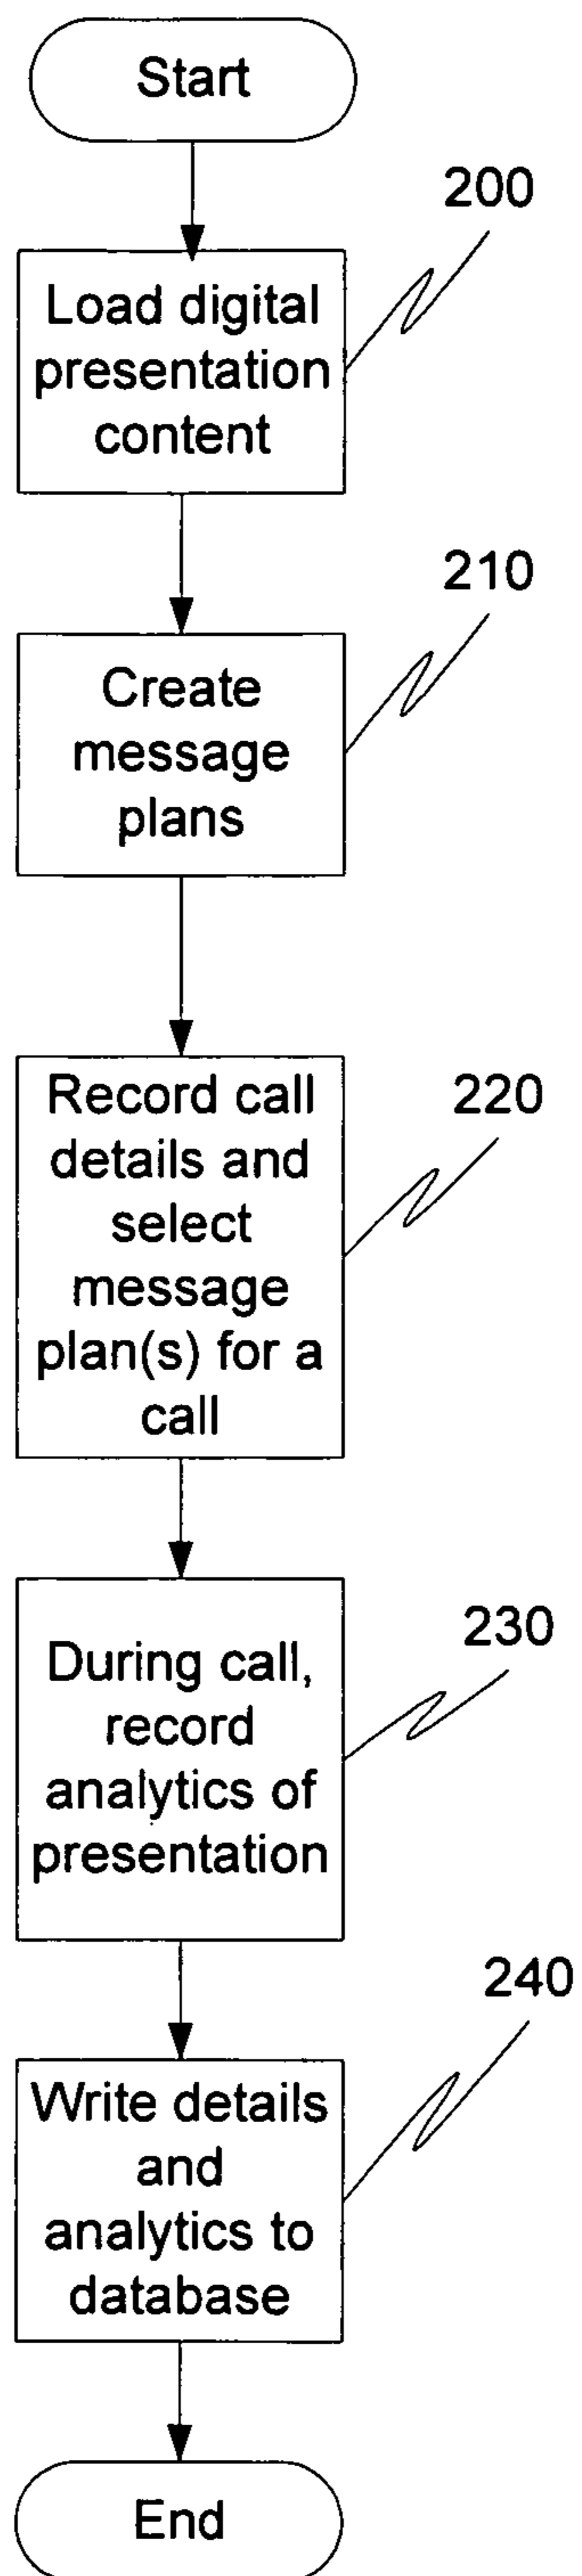 Start
200
Load digital
presentation
content
210
Create
message
plans
220
Record call
details and
select
message
plan(s) for a
call
230
During call,
record
analytics of
presentation
240
Write details
and
analytics to
database
End